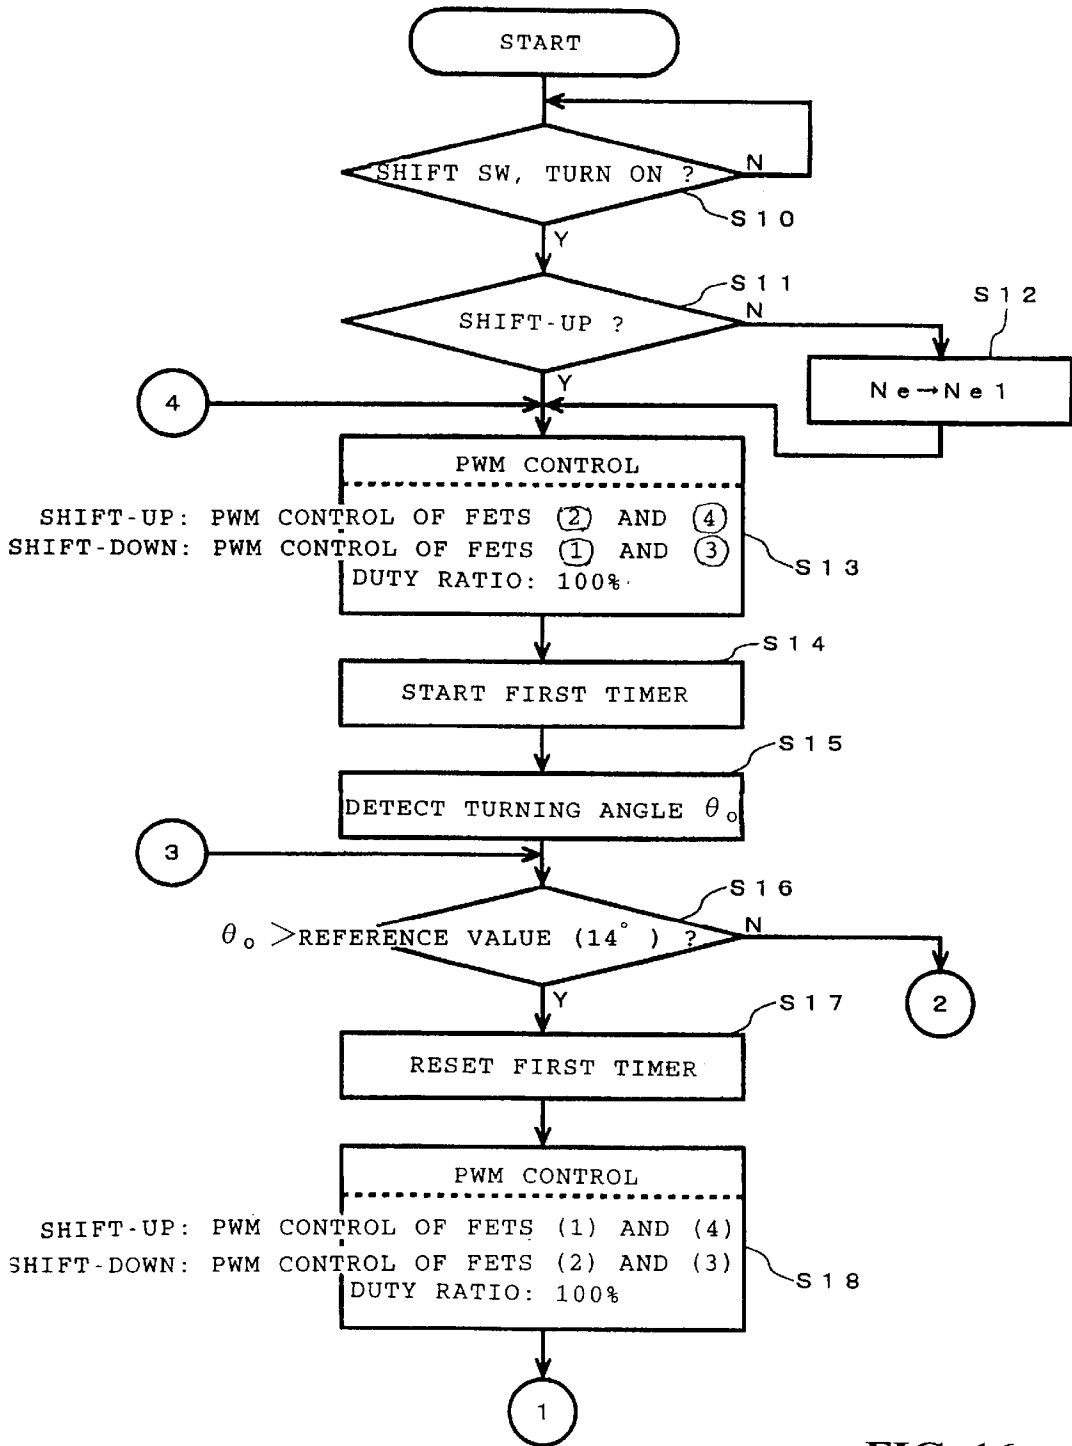 START
SHIFT SW, TURN ON ?
N
S10
Y
S11
SHIFT-UP ?
N
S12
Ne→Ne1
Y
4
PWM CONTROL
SHIFT-UP: PWM CONTROL OF FETS ② AND ④
SHIFT-DOWN: PWM CONTROL OF FETS ① AND ③
DUTY RATIO: 100%
S13
S14
START FIRST TIMER
S15
DETECT TURNING ANGLE θo
3
S16
θo >REFERENCE VALUE (14°) ?
N
2
Y
S17
RESET FIRST TIMER
PWM CONTROL
SHIFT-UP: PWM CONTROL OF FETS (1) AND (4)
SHIFT-DOWN: PWM CONTROL OF FETS (2) AND (3)
DUTY RATIO: 100%
S18
1